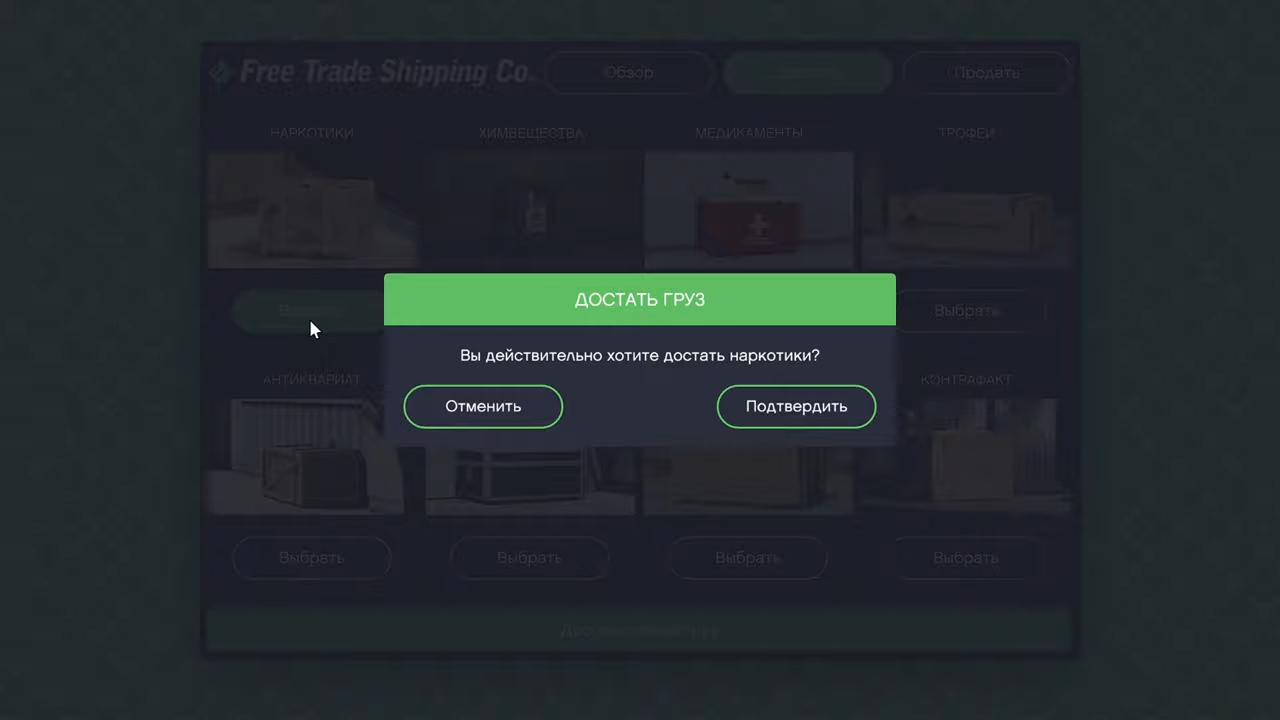 Free Trade Shipping Co.
Обзор
Продать
НАРКОТИКИ
ХИМВЕЩЕСТВА
МЕДИКАМЕНТЫ
ТРОФЕИ
ДОСТАТЬ ГРУЗ
Выбрать
Вы действительно хотите достать наркотики?
АНТИКВАРИАТ
КОНТРАФАКТ
Отменить
Подтвердить
Выбрать
Выбрать
Выбрать
Выбрать